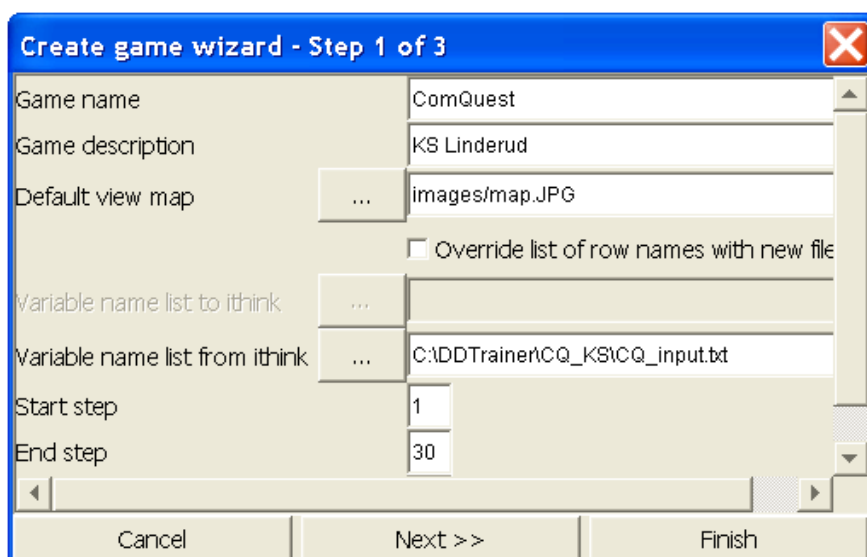 Create game wizard - Step 1 of 3
Game name ComQuest
Game description KS Linderud
Default view map ... images/map.JPG
Override list of row names with new file
Variable name list to ithink ...
Variable name list from ithink ... C:\DDTrainer\CQ_KS\CQ_input.txt
Start step 1
End step 30
Cancel Next >> Finish